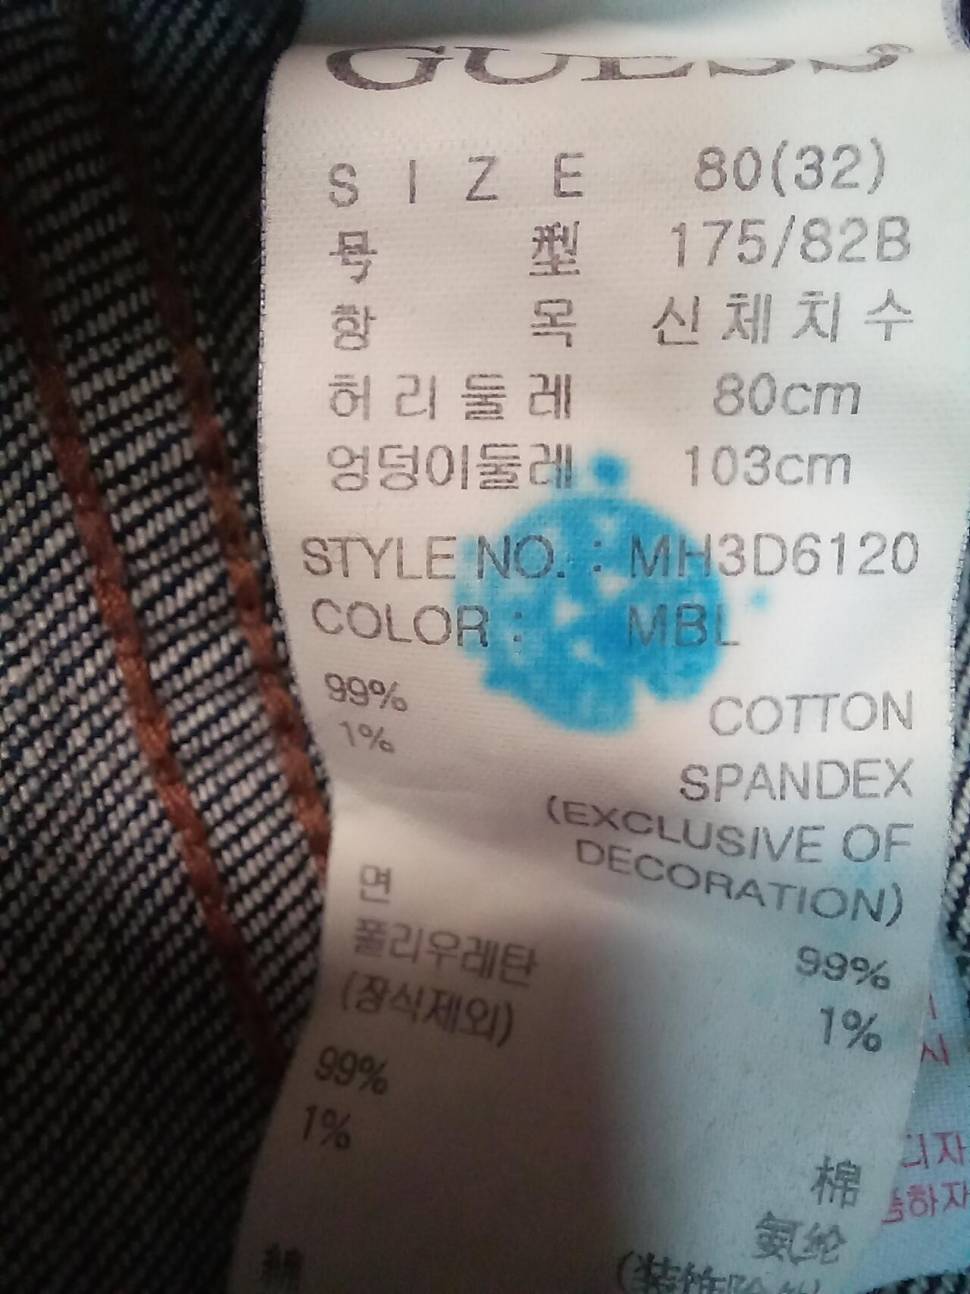 GUESS
SIZE 80(32)
号型 175/82B
항목 신체치수
허리둘레 80cm
엉덩이둘레 103cm
STYLE NO. : MH3D6120
COLOR : MBL
99% COTTON
1% SPANDEX
(EXCLUSIVE OF
DECORATION)
면 99%
폴리우레탄 1%
(장식제외)
99% 棉
1% 氨纶